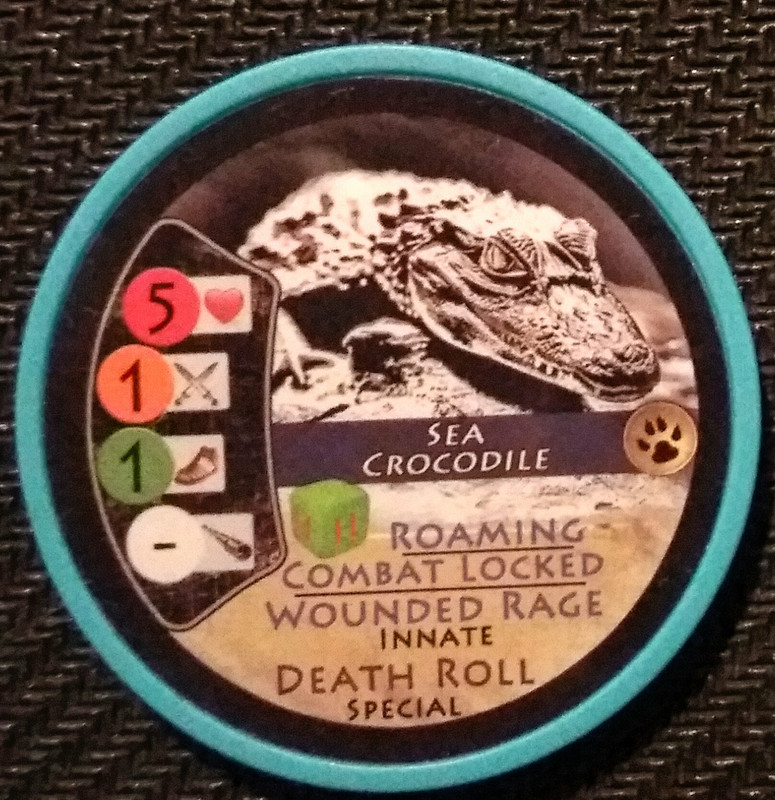 5
1
1
-
SEA
CROCODILE
ROAMING
COMBAT LOCKED
WOUNDED RAGE
INNATE
DEATH ROLL
SPECIAL